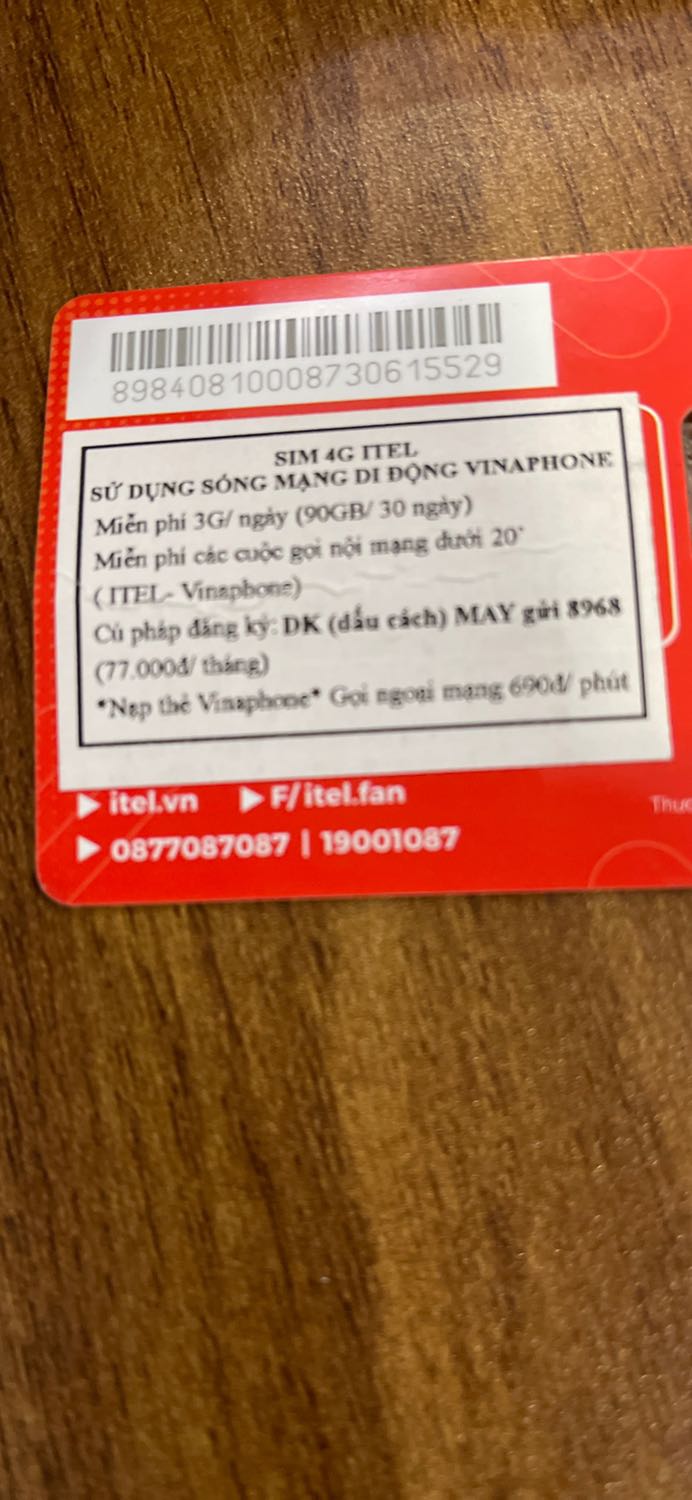 89840810008730615529
SIM 4G ITEL
SỬ DỤNG SÓNG MẠNG DI ĐỘNG VINAPHONE
Miễn phí 3G/ ngày (90GB/ 30 ngày)
Miễn phí các cuộc gọi nội mạng dưới 20'
( ITEL- Vinaphone)
Cú pháp đăng ký: DK (dấu cách) MAY gửi 8968
(77.000đ/ tháng)
*Nạp thẻ Vinaphone* Gọi ngoại mạng 690đ/ phút
itel.vn F/itel.fan
0877087087 | 19001087